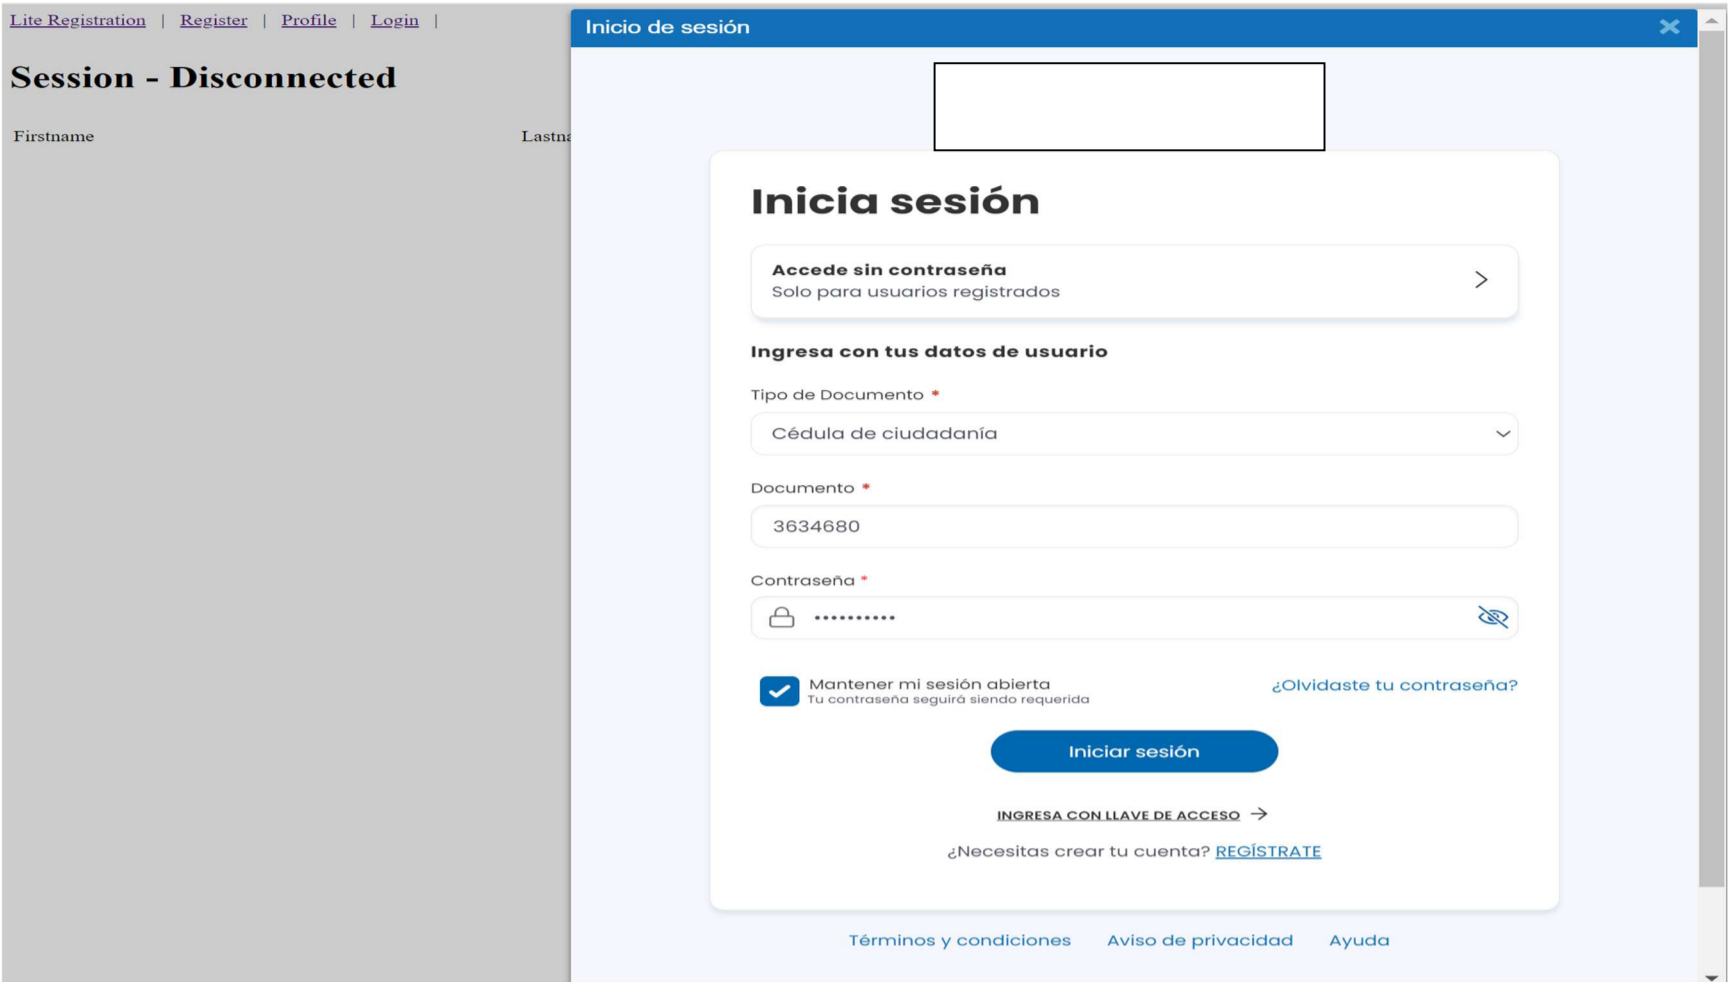 Lite Registration | Register | Profile | Login |
Session - Disconnected
Firstname
Inicio de sesión
Inicia sesión
Accede sin contraseña
Solo para usuarios registrados
Ingresa con tus datos de usuario
Tipo de Documento *
Cédula de ciudadanía
Documento *
3634680
Contraseña *
••••••••••
Mantener mi sesión abierta
Tu contraseña seguirá siendo requerida
¿Olvidaste tu contraseña?
Iniciar sesión
INGRESA CON LLAVE DE ACCESO →
¿Necesitas crear tu cuenta? REGÍSTRATE
Términos y condiciones Aviso de privacidad Ayuda